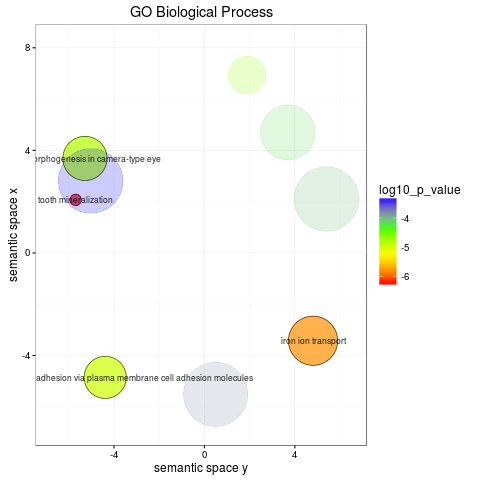 GO Biological Process
8
4
0
-4
semantic space x
orphogenesis in camera-type eye
tooth mineralization
iron ion transport
adhesion via plasma membrane cell adhesion molecules
-4
0
4
semantic space y
log10_p_value
-4
-5
-6